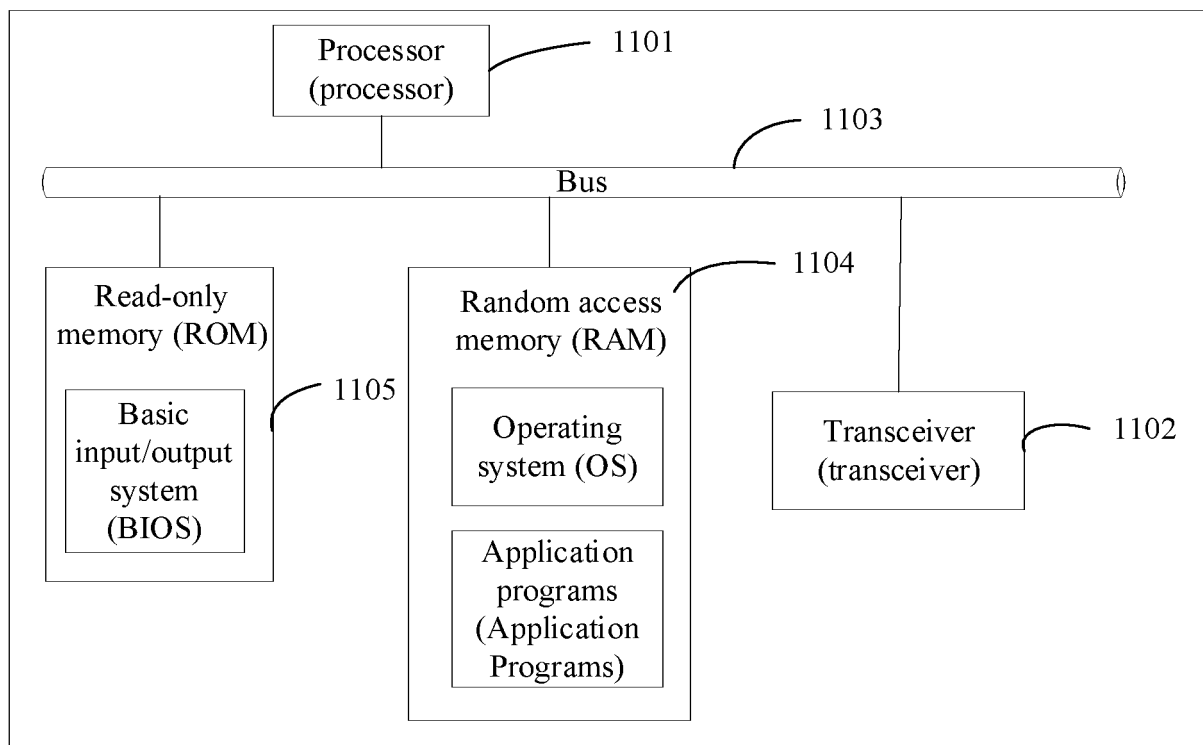 Processor
(processor)
1101
1103
Bus
Read-only
memory (ROM)
1105
Basic
input/output
system
(BIOS)
1104
Random access
memory (RAM)
Operating
system (OS)
Application
programs
(Application
Programs)
Transceiver
(transceiver)
1102